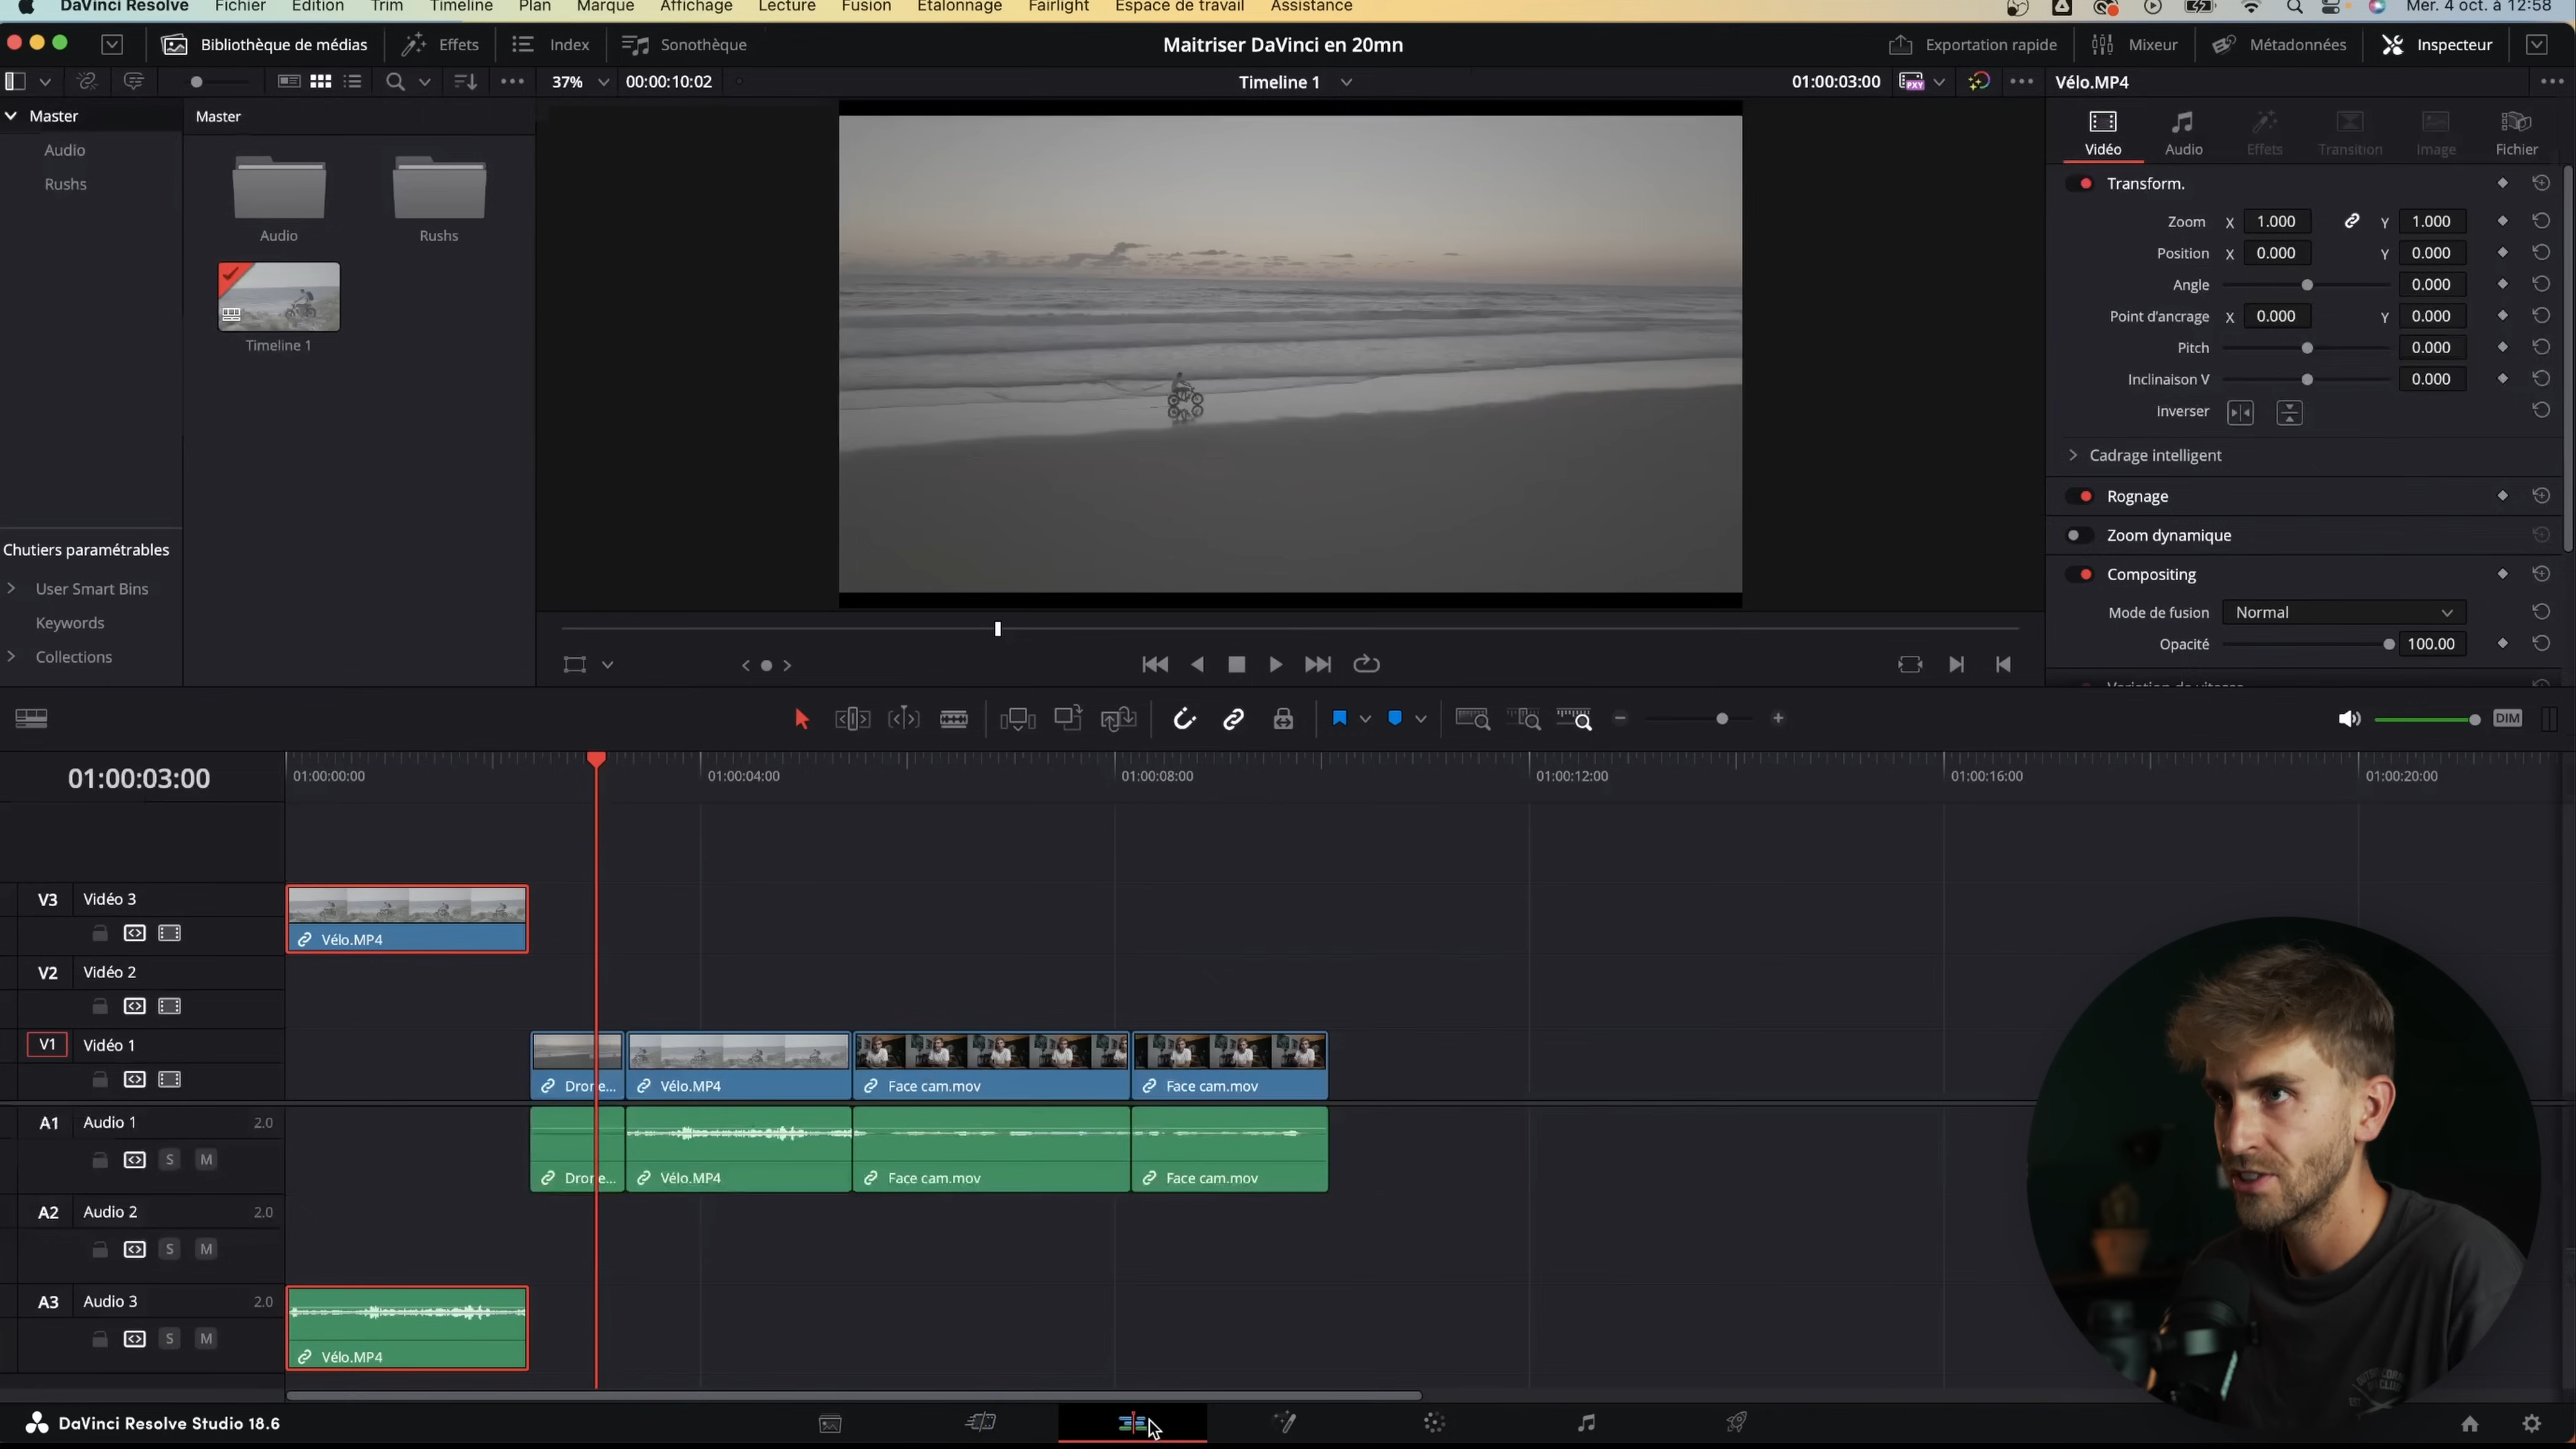 DaVinci Resolve Fichier Edition Trim Timeline Plan Marque Affichage Lecture Fusion Etalonnage Fairlight Espace de travail Assistance Mer. 4 oct. à 12:58
Bibliothèque de médias Effets Index Sonothèque Maitriser DaVinci en 20mn Exportation rapide Mixeur Métadonnées Inspecteur
37% 00:00:10:02 Timeline 1 01:00:03:00 PXY Vélo.MP4
Master
Audio
Rushs
Master
Audio Rushs
Timeline 1
Chutiers paramétrables
User Smart Bins
Keywords
Collections
Vidéo Audio Effets Transition Image Fichier
Transform.
Zoom X 1.000 Y 1.000
Position X 0.000 Y 0.000
Angle 0.000
Point d'ancrage X 0.000 Y 0.000
Pitch 0.000
Inclinaison V 0.000
Inverser
Cadrage intelligent
Rognage
Zoom dynamique
Compositing
Mode de fusion Normal
Opacité 100.00
DIM
01:00:03:00 01:00:00:00 01:00:04:00 01:00:08:00 01:00:12:00 01:00:16:00 01:00:20:00
V3 Vidéo 3
Vélo.MP4
V2 Vidéo 2
V1 Vidéo 1
Drone... Vélo.MP4 Face cam.mov Face cam.mov
A1 Audio 1 2.0
S M
Drone... Vélo.MP4 Face cam.mov Face cam.mov
A2 Audio 2 2.0
S M
A3 Audio 3 2.0
S M
Vélo.MP4
DaVinci Resolve Studio 18.6